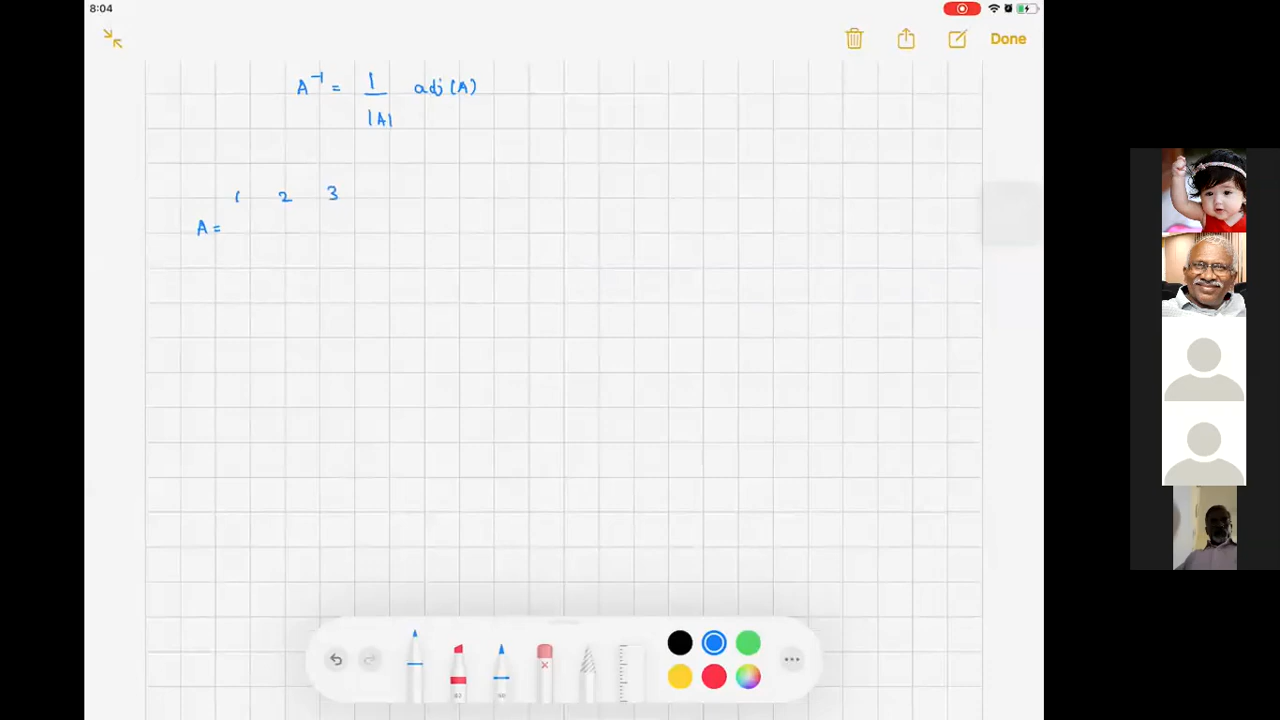 8:04
Done
A⁻¹ = 1/|A| adj(A)
1 2 3
A =